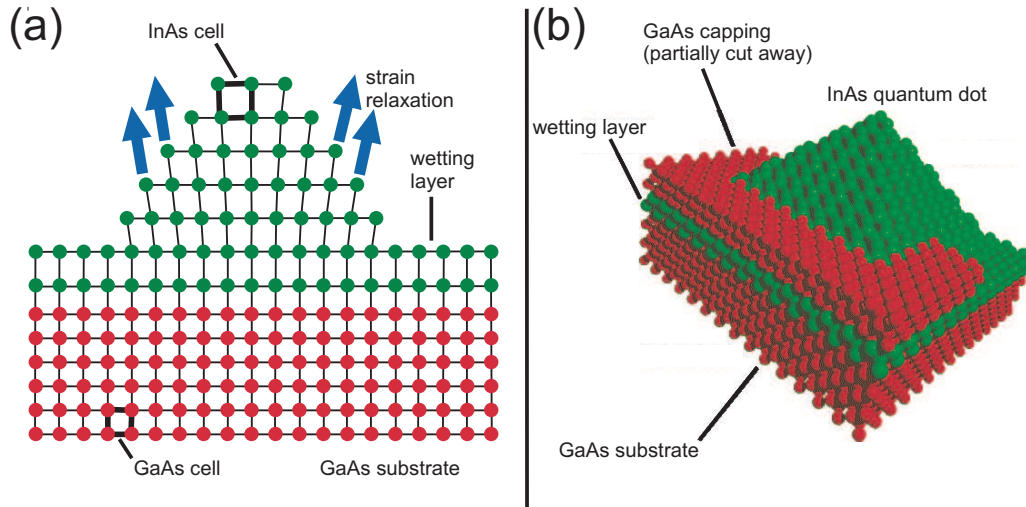 (a)
InAs cell
strain
relaxation
wetting
layer
GaAs cell
GaAs substrate
(b)
GaAs capping
(partially cut away)
InAs quantum dot
wetting layer
GaAs substrate